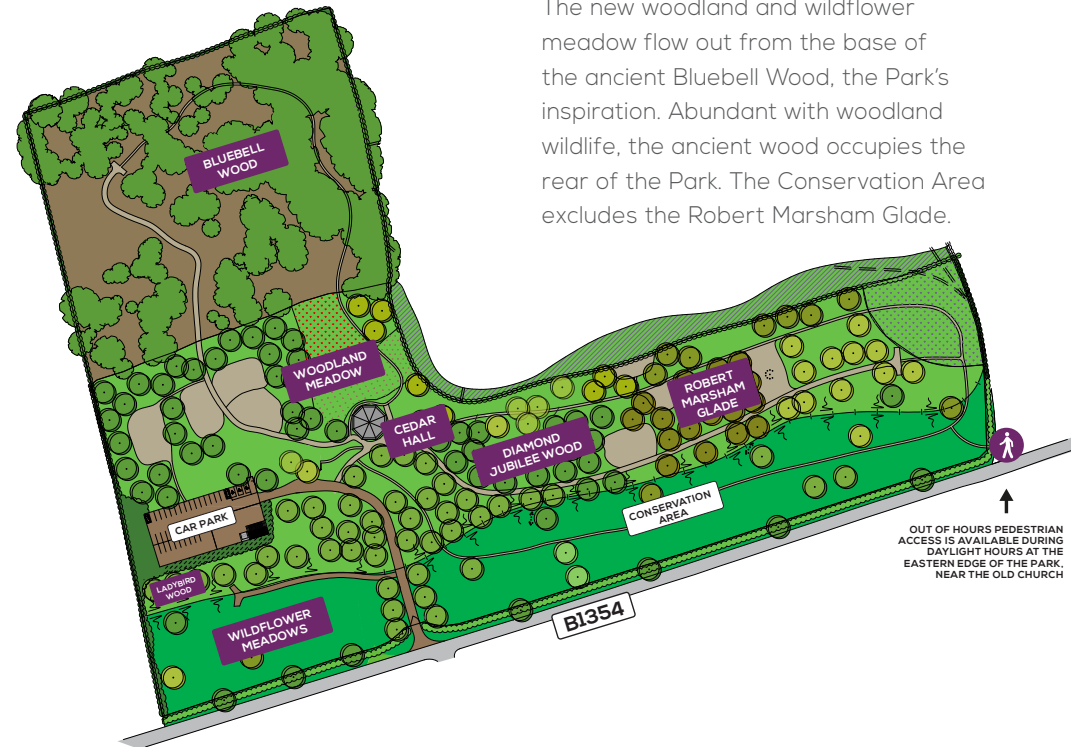 The new woodland and wildflower
meadow flow out from the base of
the ancient Bluebell Wood, the Park’s
inspiration. Abundant with woodland
wildlife, the ancient wood occupies the
rear of the Park. The Conservation Area
excludes the Robert Marsham Glade.
BLUEBELL
WOOD
WOODLAND
MEADOW
CEDAR
HALL
DIAMOND
JUBILEE WOOD
ROBERT
MARSHAM
GLADE
CONSERVATION
AREA
CAR PARK
LADYBIRD
WOOD
WILDFLOWER
MEADOWS
B1354
OUT OF HOURS PEDESTRIAN
ACCESS IS AVAILABLE DURING
DAYLIGHT HOURS AT THE
EASTERN EDGE OF THE PARK,
NEAR THE OLD CHURCH